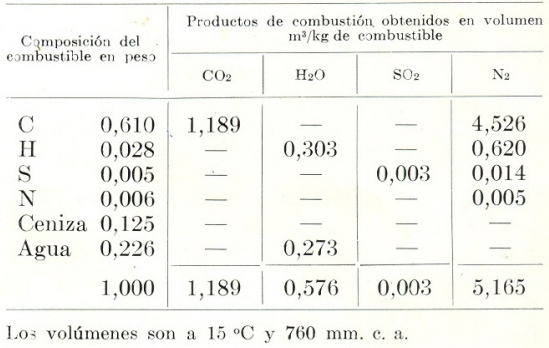 Composición del combustible en peso
Productos de combustión obtenidos en volumen m³/kg de combustible
CO2 H2O SO2 N2
C 0,610 1,189 — — 4,526
H 0,028 — 0,303 — 0,620
S 0,005 — — 0,003 0,014
N 0,006 — — — 0,005
Ceniza 0,125 — — — —
Agua 0,226 — 0,273 — —
1,000 1,189 0,576 0,003 5,165
Los volúmenes son a 15 ºC y 760 mm. c. a.